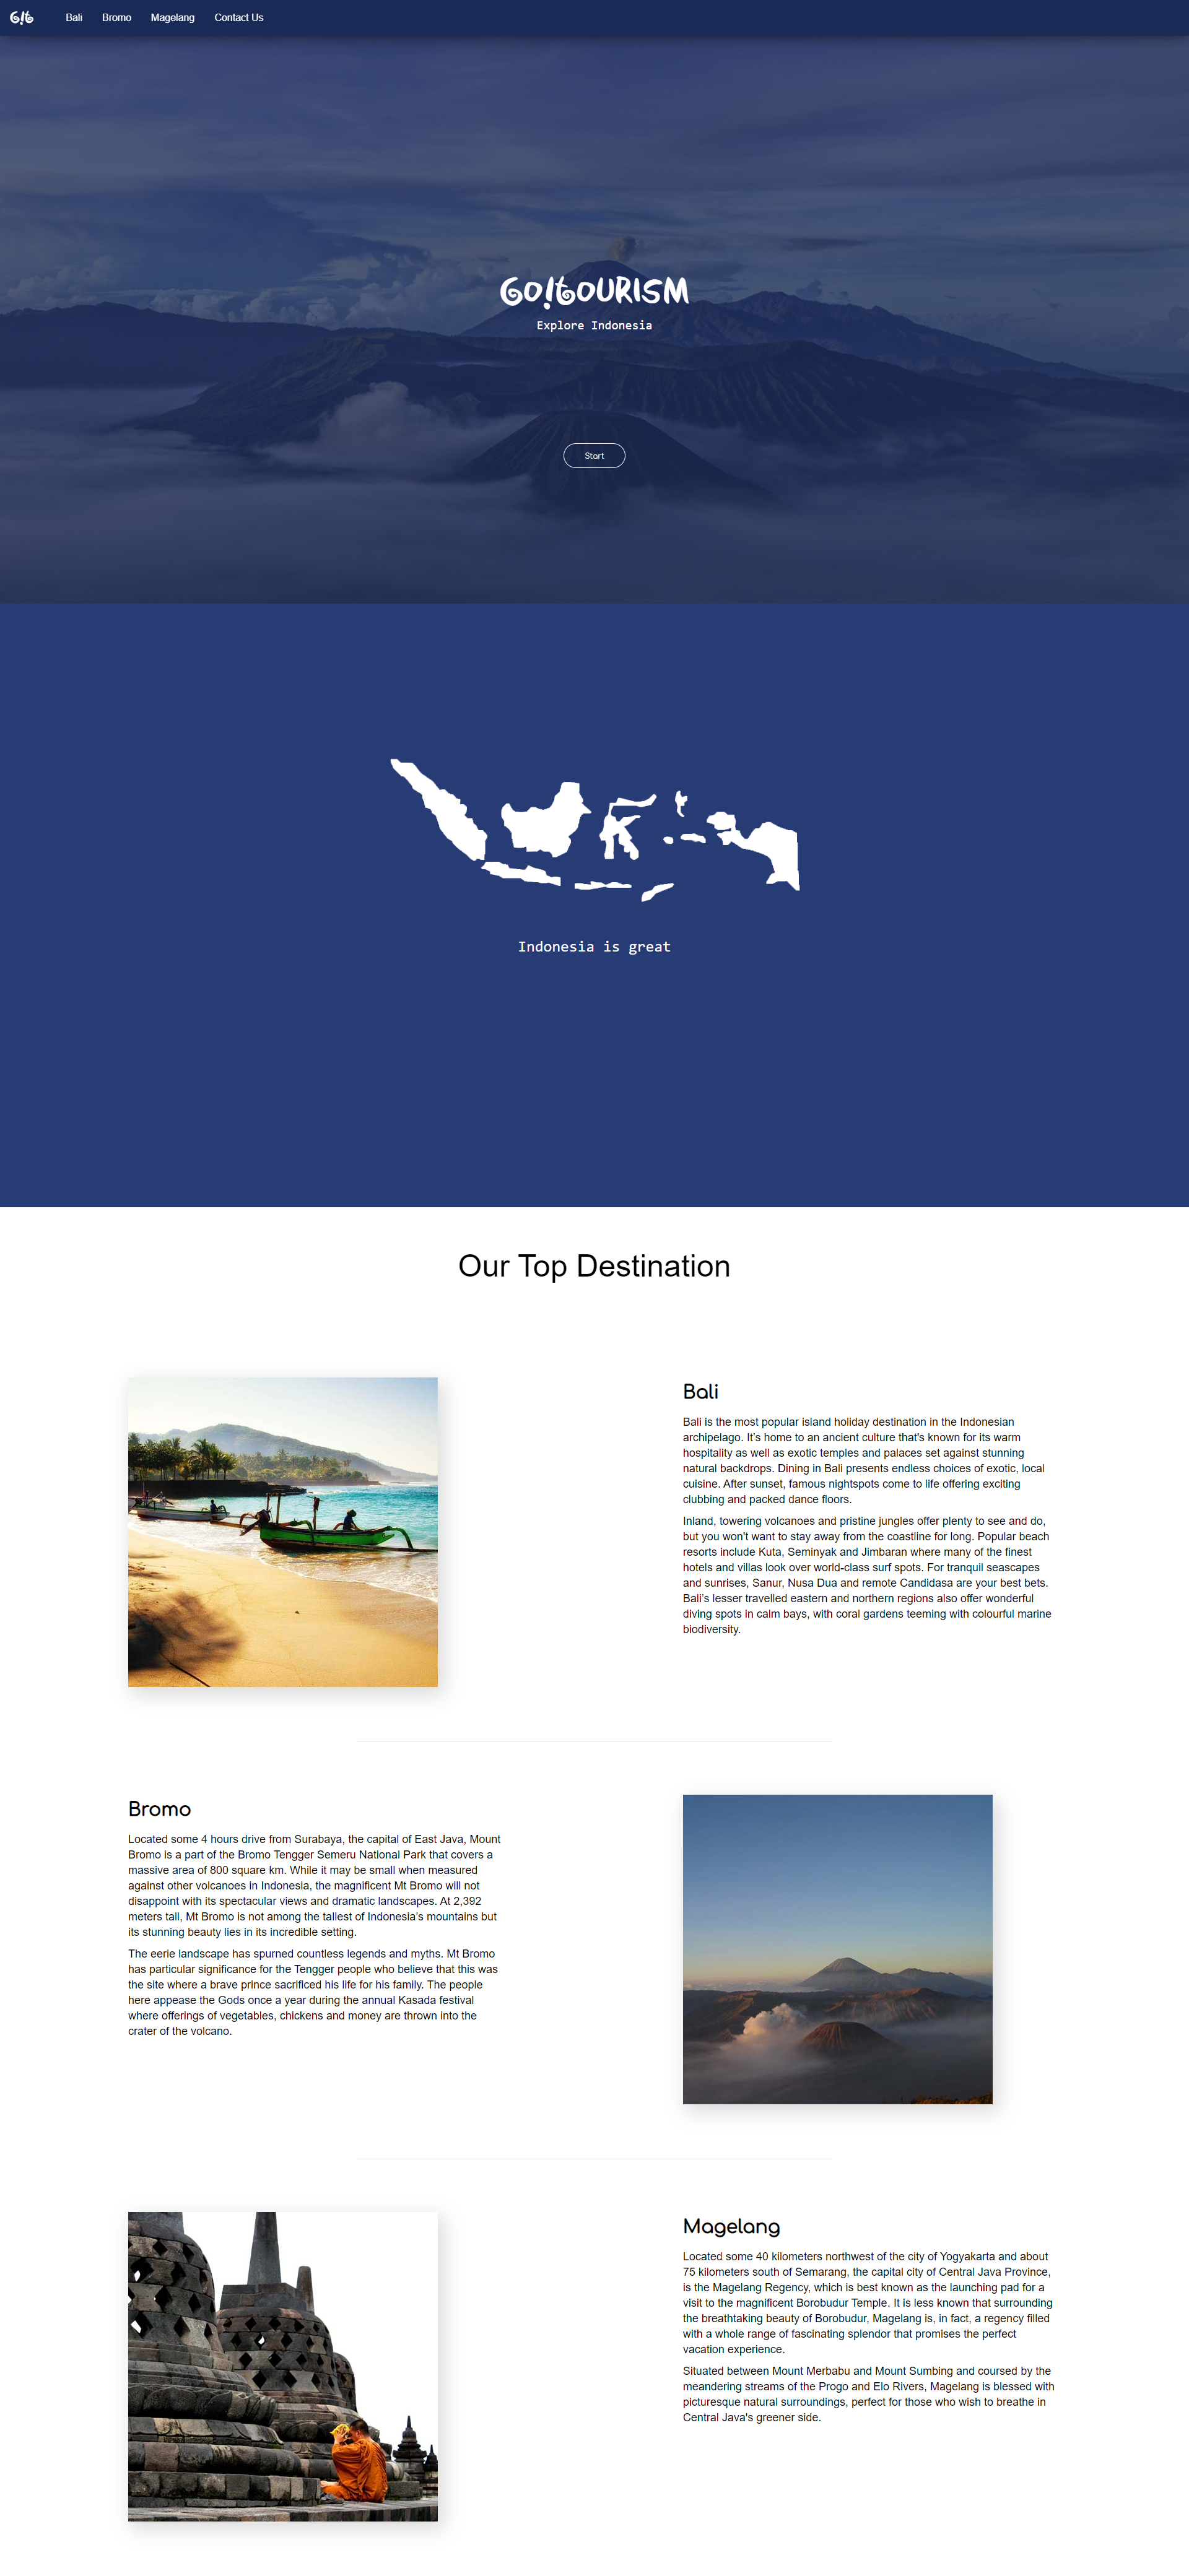 Go!t
Bali
Bromo
Magelang
Contact Us
Go!tOURISM
Explore Indonesia
Start
Indonesia is great
Our Top Destination
Bali
Bali is the most popular island holiday destination in the Indonesian
archipelago. It’s home to an ancient culture that's known for its warm
hospitality as well as exotic temples and palaces set against stunning
natural backdrops. Dining in Bali presents endless choices of exotic, local
cuisine. After sunset, famous nightspots come to life offering exciting
clubbing and packed dance floors.
Inland, towering volcanoes and pristine jungles offer plenty to see and do,
but you won't want to stay away from the coastline for long. Popular beach
resorts include Kuta, Seminyak and Jimbaran where many of the finest
hotels and villas look over world-class surf spots. For tranquil seascapes
and sunrises, Sanur, Nusa Dua and remote Candidasa are your best bets.
Bali’s lesser travelled eastern and northern regions also offer wonderful
diving spots in calm bays, with coral gardens teeming with colourful marine
biodiversity.
Bromo
Located some 4 hours drive from Surabaya, the capital of East Java, Mount
Bromo is a part of the Bromo Tengger Semeru National Park that covers a
massive area of 800 square km. While it may be small when measured
against other volcanoes in Indonesia, the magnificent Mt Bromo will not
disappoint with its spectacular views and dramatic landscapes. At 2,392
meters tall, Mt Bromo is not among the tallest of Indonesia’s mountains but
its stunning beauty lies in its incredible setting.
The eerie landscape has spurned countless legends and myths. Mt Bromo
has particular significance for the Tengger people who believe that this was
the site where a brave prince sacrificed his life for his family. The people
here appease the Gods once a year during the annual Kasada festival
where offerings of vegetables, chickens and money are thrown into the
crater of the volcano.
Magelang
Located some 40 kilometers northwest of the city of Yogyakarta and about
75 kilometers south of Semarang, the capital city of Central Java Province,
is the Magelang Regency, which is best known as the launching pad for a
visit to the magnificent Borobudur Temple. It is less known that surrounding
the breathtaking beauty of Borobudur, Magelang is, in fact, a regency filled
with a whole range of fascinating splendor that promises the perfect
vacation experience.
Situated between Mount Merbabu and Mount Sumbing and coursed by the
meandering streams of the Progo and Elo Rivers, Magelang is blessed with
picturesque natural surroundings, perfect for those who wish to breathe in
Central Java's greener side.